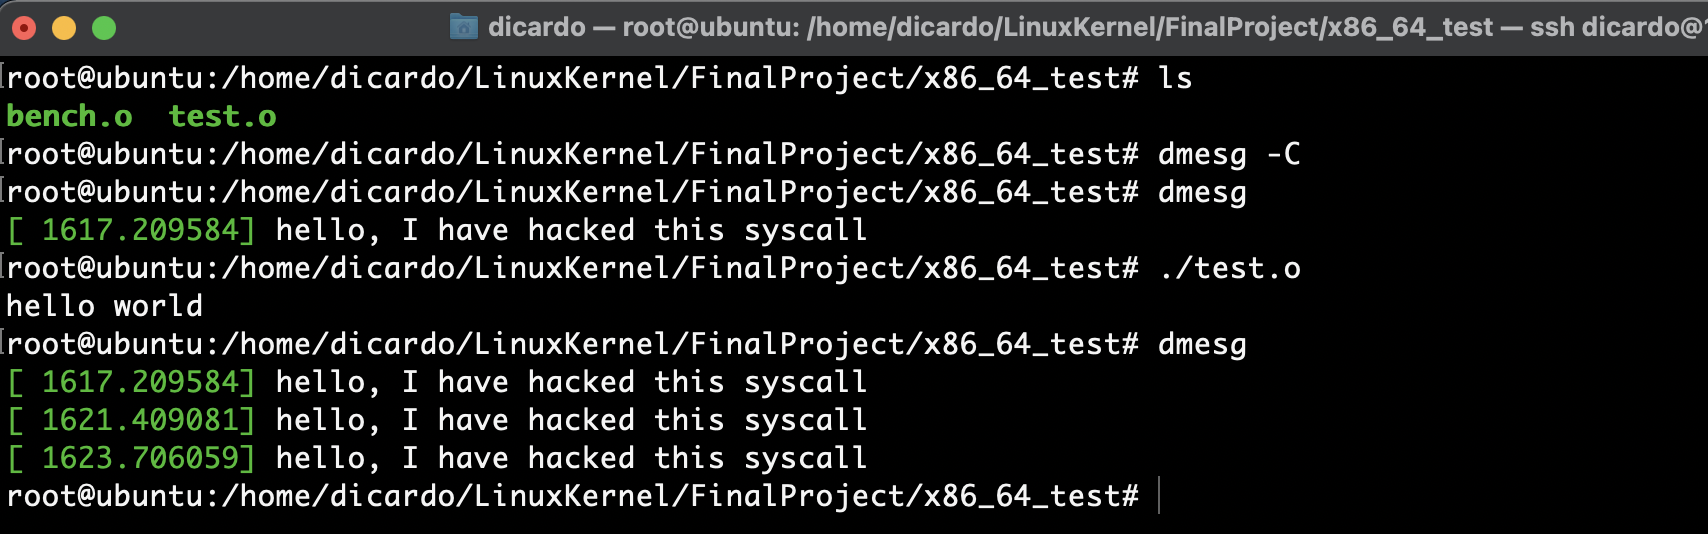 dicardo — root@ubuntu: /home/dicardo/LinuxKernel/FinalProject/x86_64_test — ssh dicardo@
root@ubuntu:/home/dicardo/LinuxKernel/FinalProject/x86_64_test# ls
bench.o  test.o
root@ubuntu:/home/dicardo/LinuxKernel/FinalProject/x86_64_test# dmesg -C
root@ubuntu:/home/dicardo/LinuxKernel/FinalProject/x86_64_test# dmesg
[ 1617.209584] hello, I have hacked this syscall
root@ubuntu:/home/dicardo/LinuxKernel/FinalProject/x86_64_test# ./test.o
hello world
root@ubuntu:/home/dicardo/LinuxKernel/FinalProject/x86_64_test# dmesg
[ 1617.209584] hello, I have hacked this syscall
[ 1621.409081] hello, I have hacked this syscall
[ 1623.706059] hello, I have hacked this syscall
root@ubuntu:/home/dicardo/LinuxKernel/FinalProject/x86_64_test#